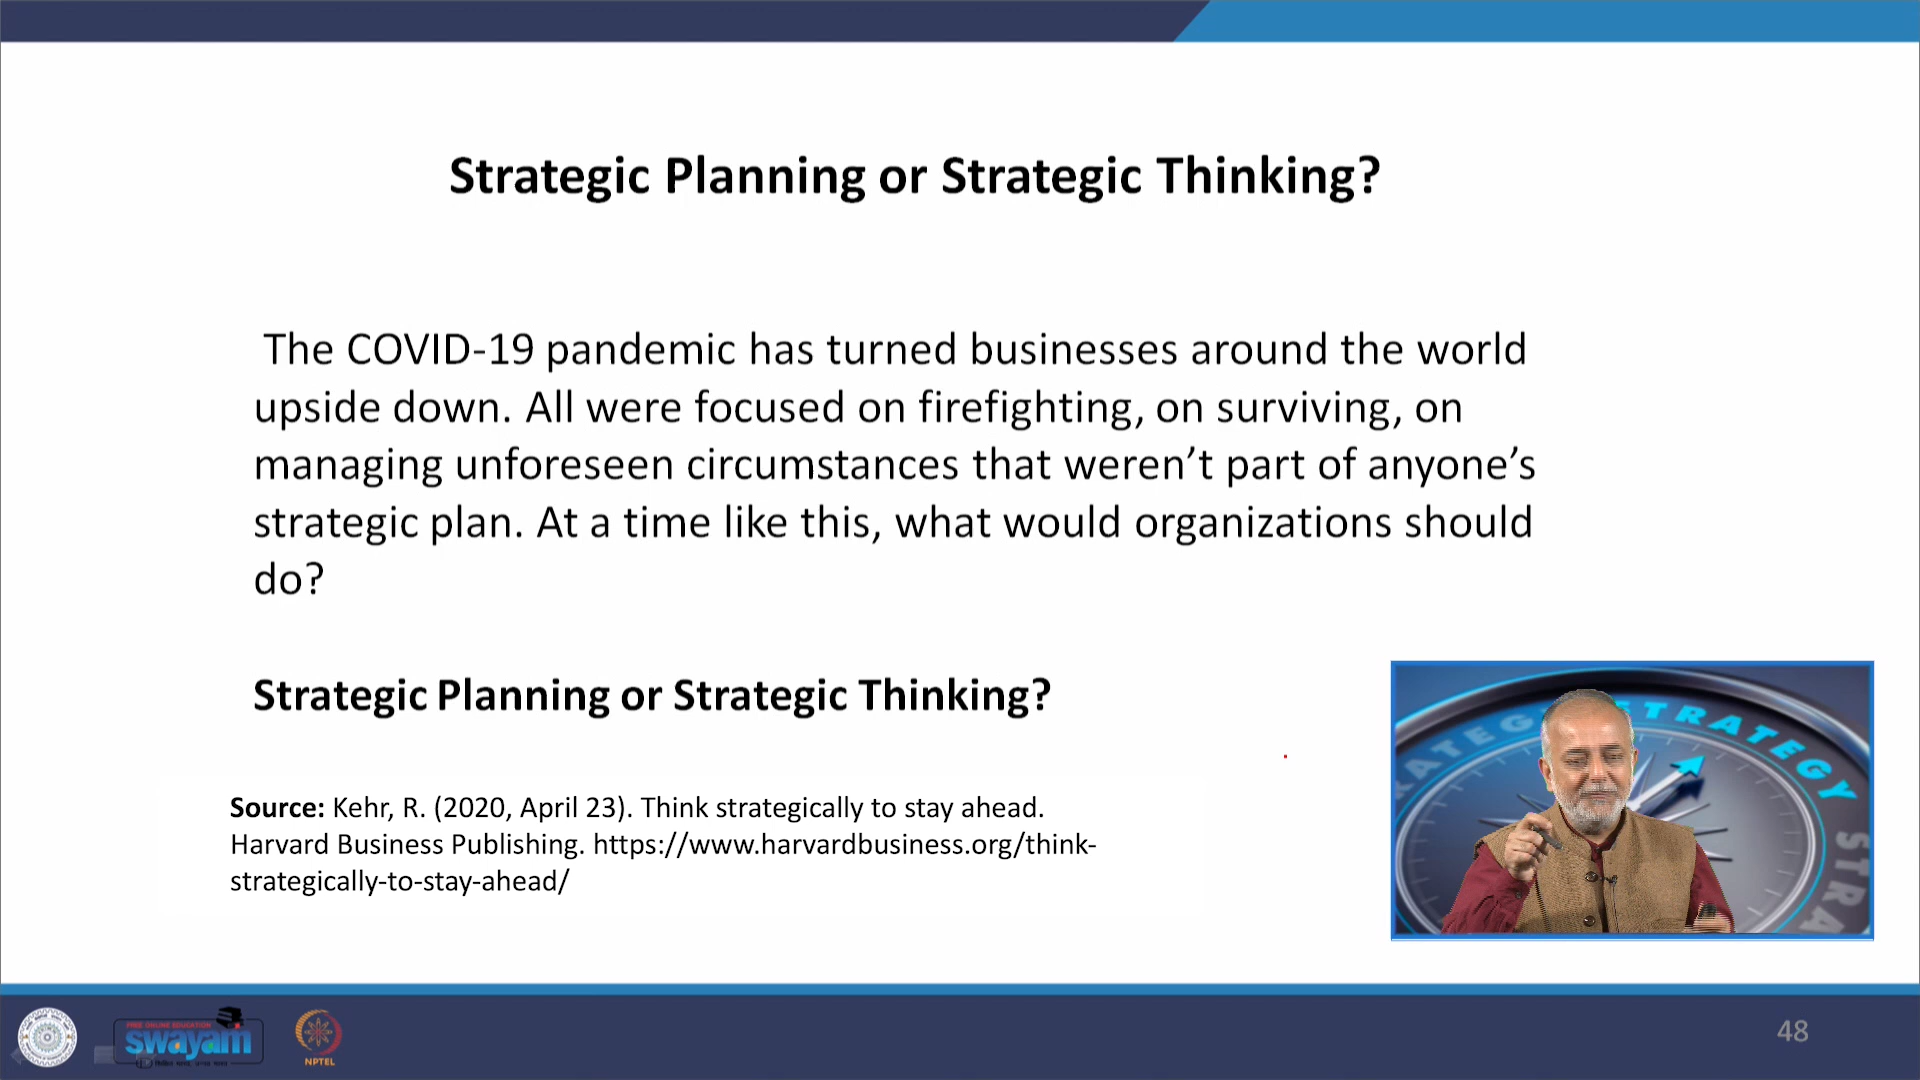 Strategic Planning or Strategic Thinking?
The COVID-19 pandemic has turned businesses around the world
upside down. All were focused on firefighting, on surviving, on
managing unforeseen circumstances that weren’t part of anyone’s
strategic plan. At a time like this, what would organizations should
do?
Strategic Planning or Strategic Thinking?
Source: Kehr, R. (2020, April 23). Think strategically to stay ahead.
Harvard Business Publishing. https://www.harvardbusiness.org/think-
strategically-to-stay-ahead/
STRATEGY
FREE ONLINE EDUCATION
swayam
NPTEL
48